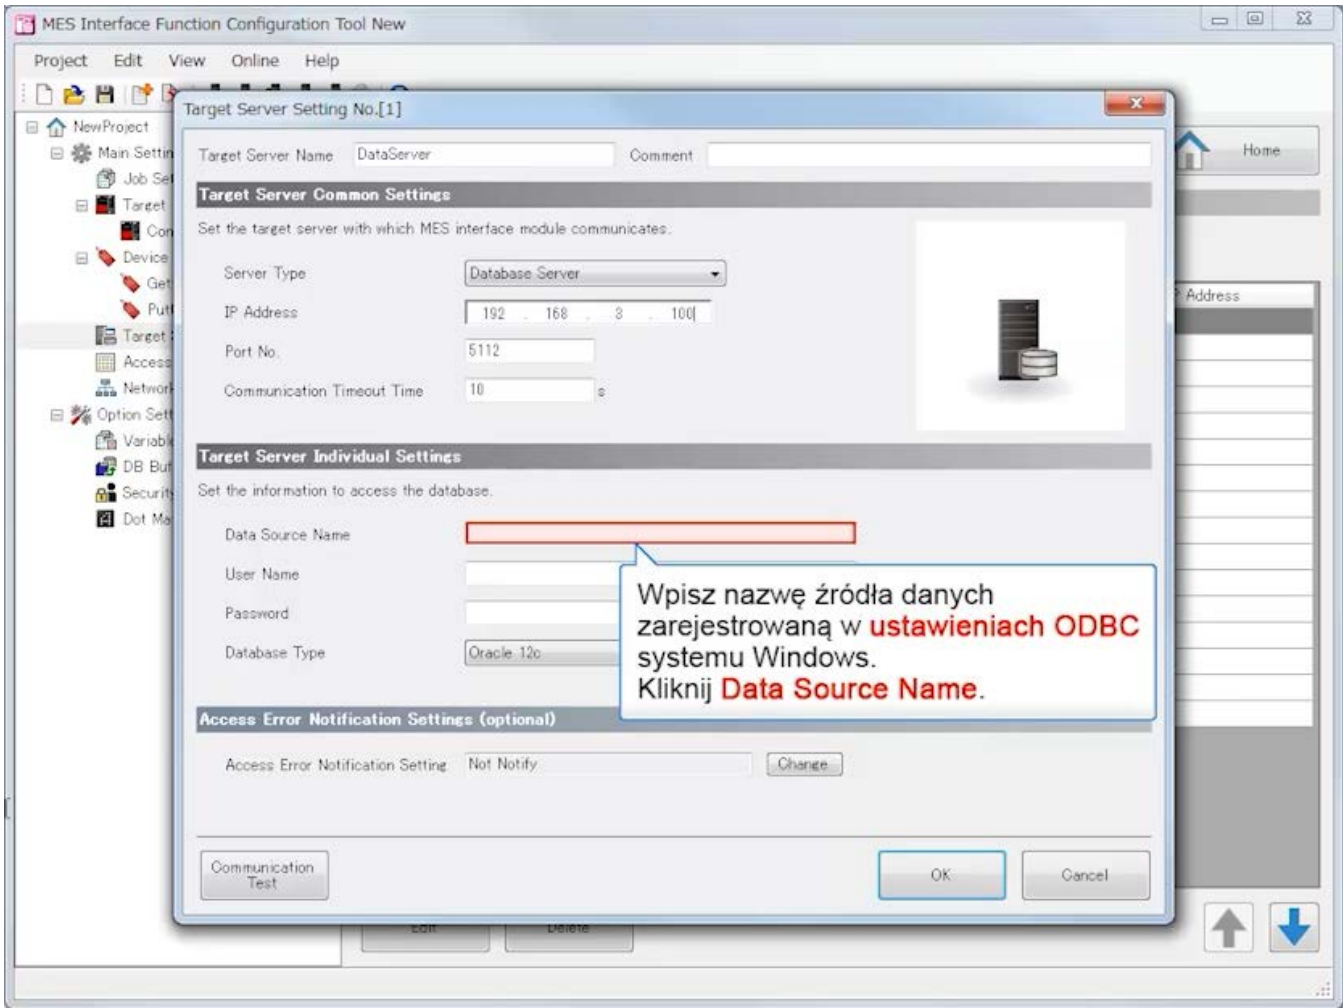 MES Interface Function Configuration Tool New
Project Edit View Online Help
Target Server Setting No.[1]
NewProject
Main Settin
Job Se
Target
Con
Device
Get
Put
Target
Access
Network
Option Sett
Variabl
DB Buf
Security
Dot Ma
Target Server Name DataServer Comment
Target Server Common Settings
Set the target server with which MES interface module communicates.
Server Type Database Server
IP Address 192 . 168 . 3 . 100
Port No. 5112
Communication Timeout Time 10 s
Target Server Individual Settings
Set the information to access the database.
Data Source Name
User Name
Password
Database Type Oracle 12c
Wpisz nazwę źródła danych
zarejestrowaną w ustawieniach ODBC
systemu Windows.
Kliknij Data Source Name.
Access Error Notification Settings (optional)
Access Error Notification Setting Not Notify Change
Communication
Test
OK Cancel
Home
Address
Edit Delete